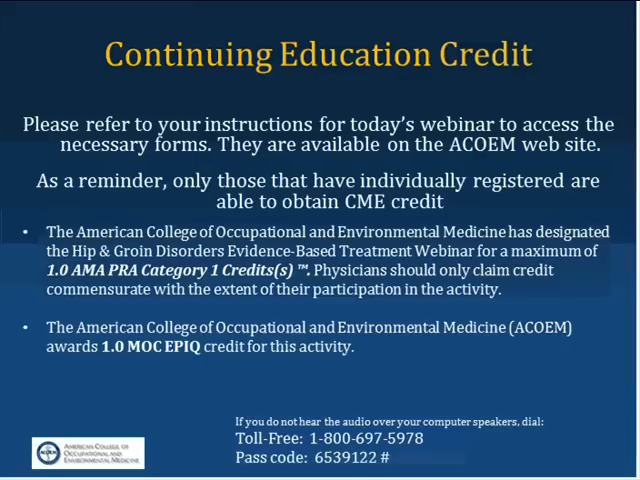 Continuing Education Credit
Please refer to your instructions for today's webinar to access the
necessary forms. They are available on the ACOEM web site.
As a reminder, only those that have individually registered are
able to obtain CME credit
• The American College of Occupational and Environmental Medicine has designated
the Hip & Groin Disorders Evidence-Based Treatment Webinar for a maximum of
1.0 AMA PRA Category 1 Credits(s) ™. Physicians should only claim credit
commensurate with the extent of their participation in the activity.
• The American College of Occupational and Environmental Medicine (ACOEM)
awards 1.0 MOC EPIQ credit for this activity.
If you do not hear the audio over your computer speakers, dial:
Toll-Free: 1-800-697-5978
Pass code: 6539122 #
ACOEM
AMERICAN COLLEGE OF
OCCUPATIONAL AND
ENVIRONMENTAL MEDICINE